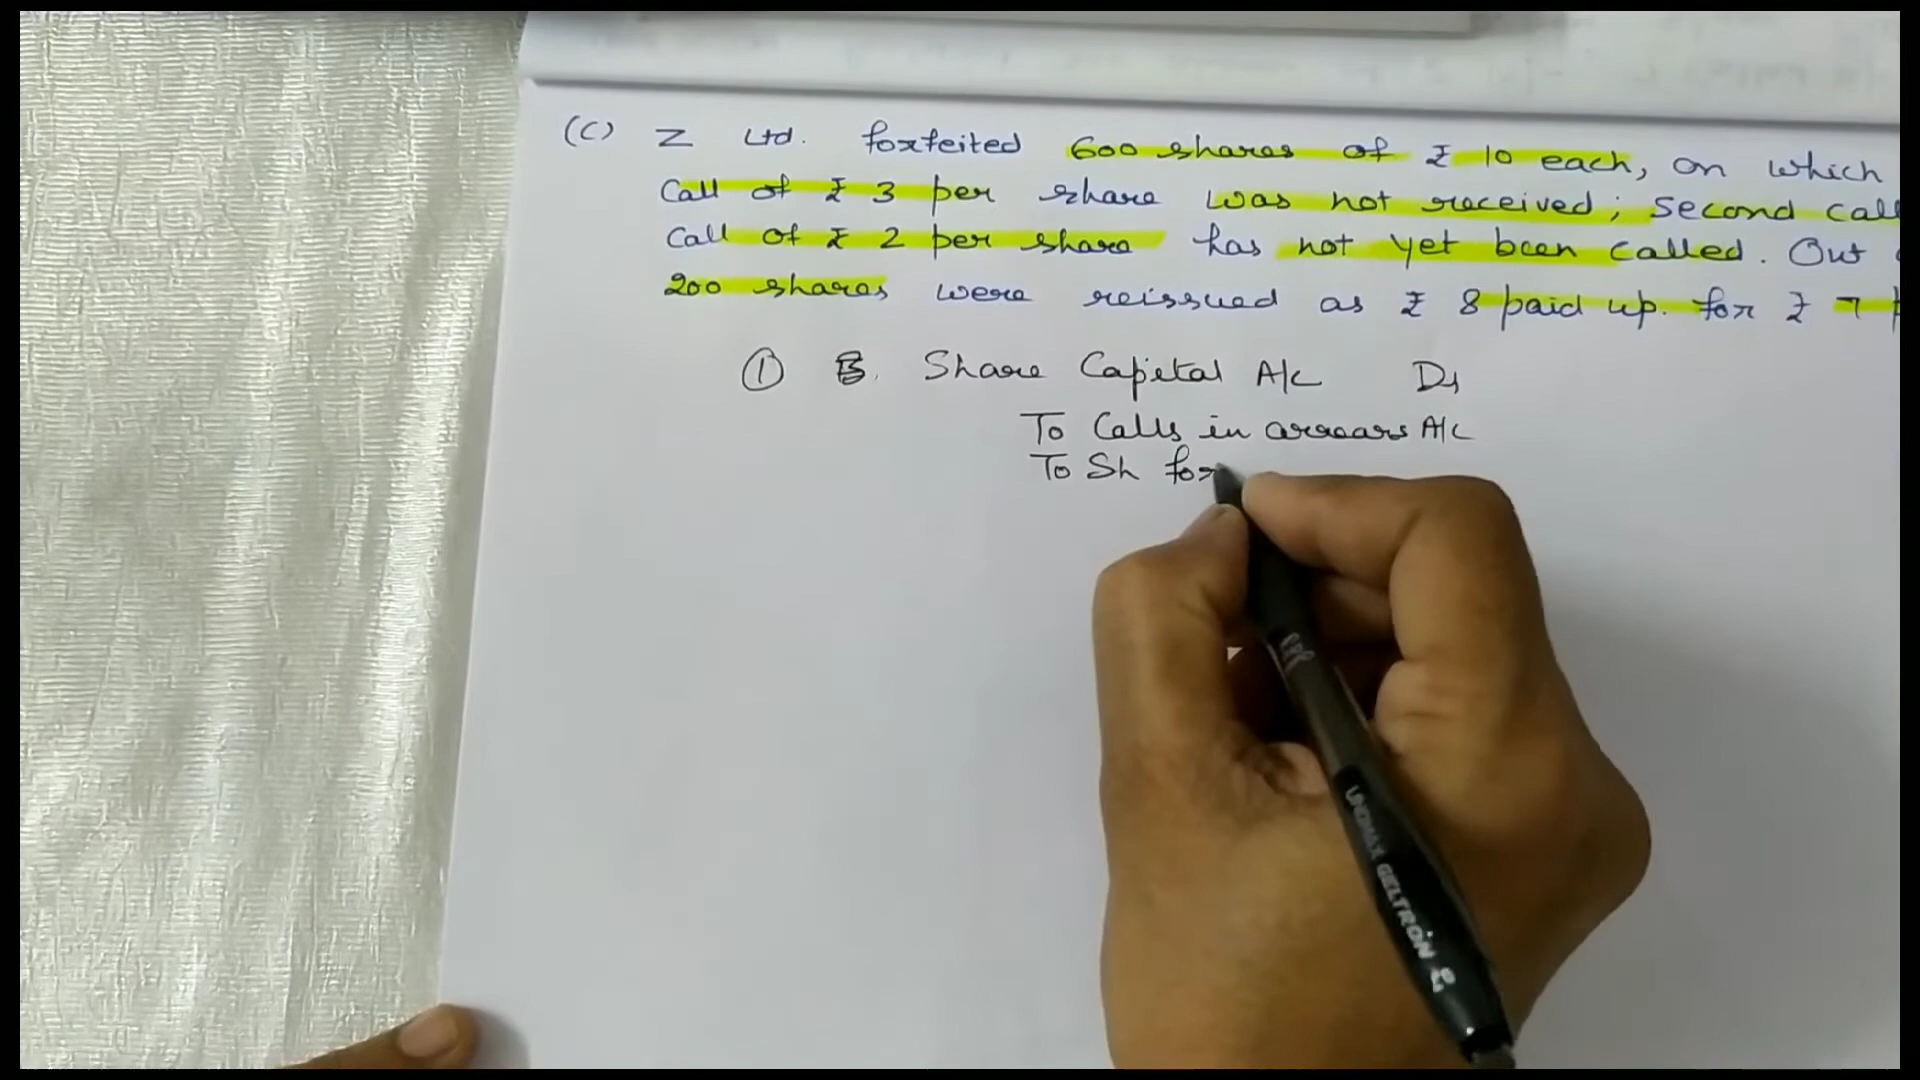 (C) Z Ltd. forfeited 600 shares of ₹ 10 each, on which
Call of ₹ 3 per share was not received; Second call
Call of ₹ 2 per share has not yet been called. Out
200 shares were reissued as ₹ 8 paid up. for ₹ 7
① Share Capital A/c Dr
To Calls in arrears A/c
To Sh for
UNOMAX GELTRON